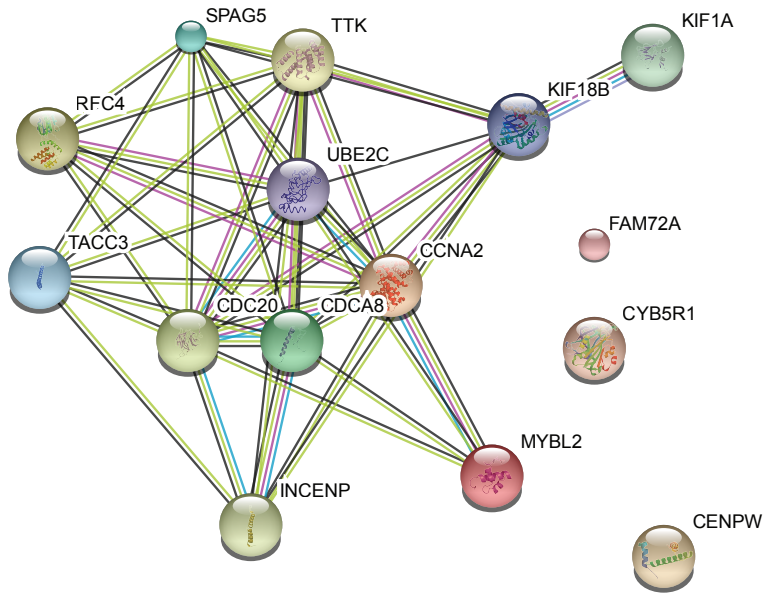 SPAG5
TTK
KIF1A
RFC4
KIF18B
UBE2C
FAM72A
TACC3
CCNA2
CDC20
CDCA8
CYB5R1
MYBL2
INCENP
CENPW